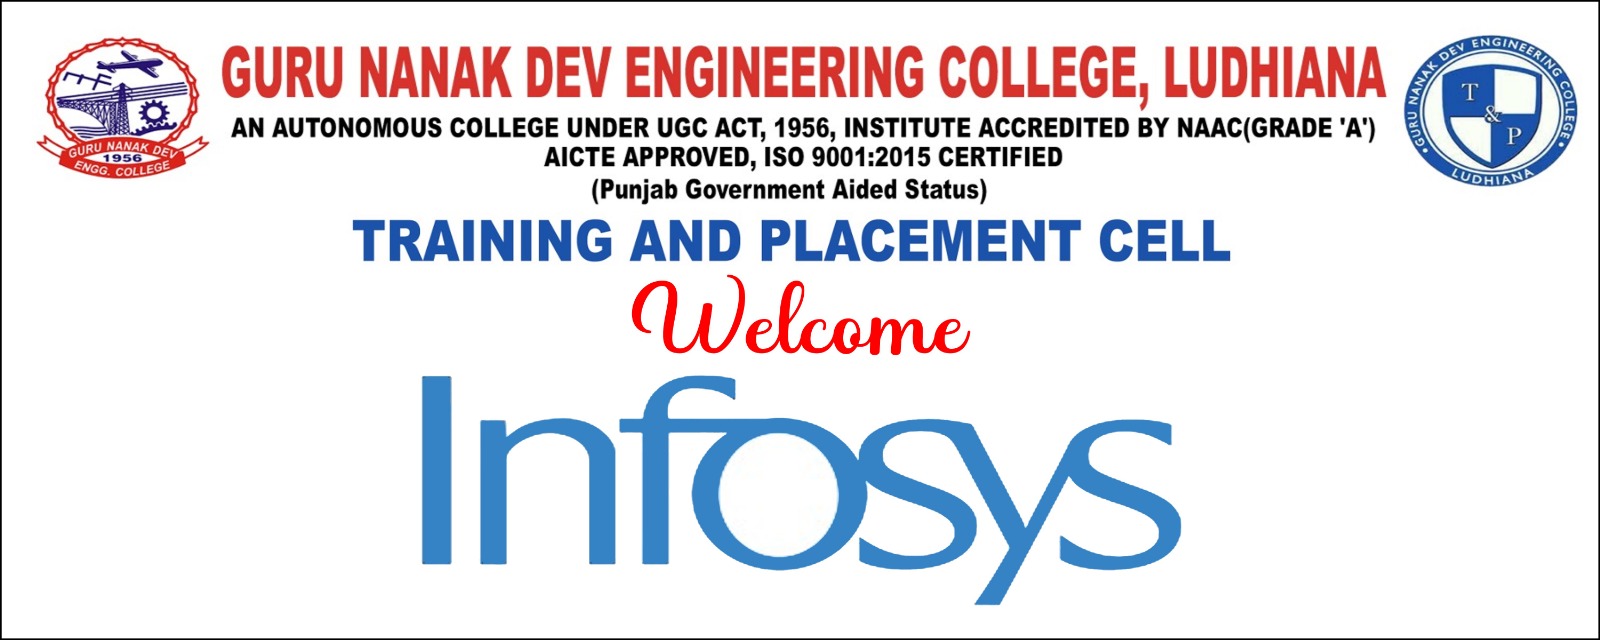 GURU NANAK DEV ENGINEERING COLLEGE, LUDHIANA
AN AUTONOMOUS COLLEGE UNDER UGC ACT, 1956, INSTITUTE ACCREDITED BY NAAC(GRADE 'A')
AICTE APPROVED, ISO 9001:2015 CERTIFIED
(Punjab Government Aided Status)
GURU NANAK DEV
1956
ENGG. COLLEGE
GURU NANAK DEV ENGINEERING COLLEGE
T & P
LUDHIANA
TRAINING AND PLACEMENT CELL
Welcome
Infosys